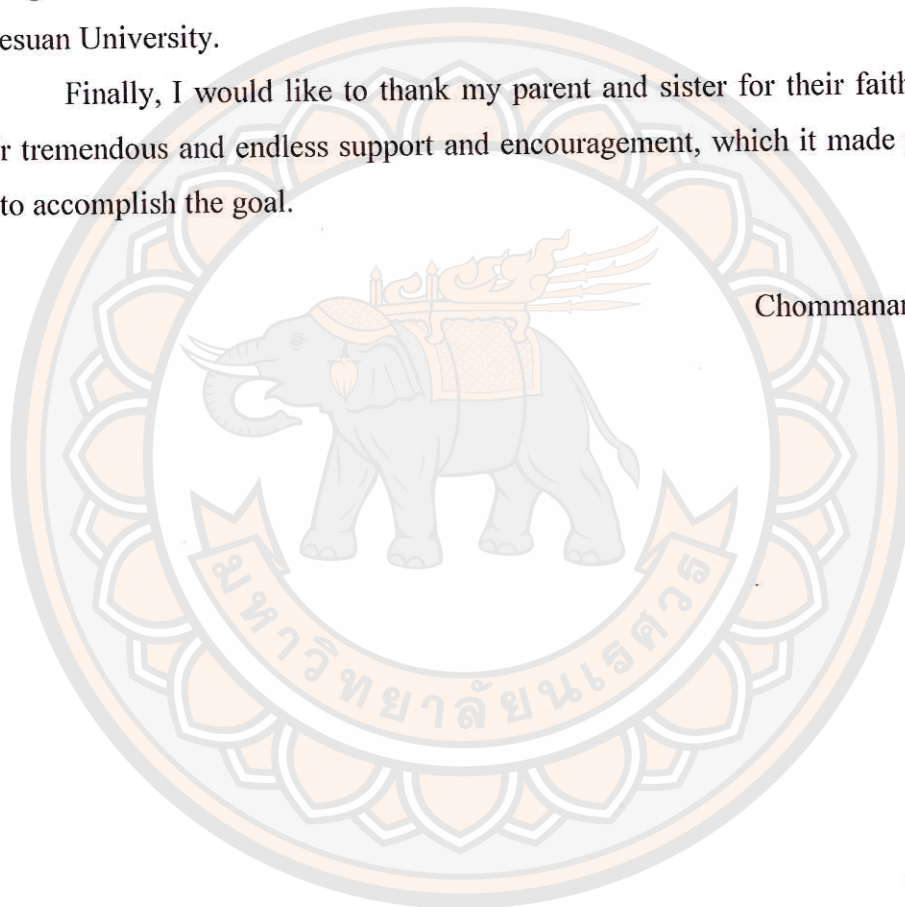 esuan University.
Finally, I would like to thank my parent and sister for their faith
r tremendous and endless support and encouragement, which it made
to accomplish the goal.
Chommanar
มหาวิทยาลัยนเรศวร